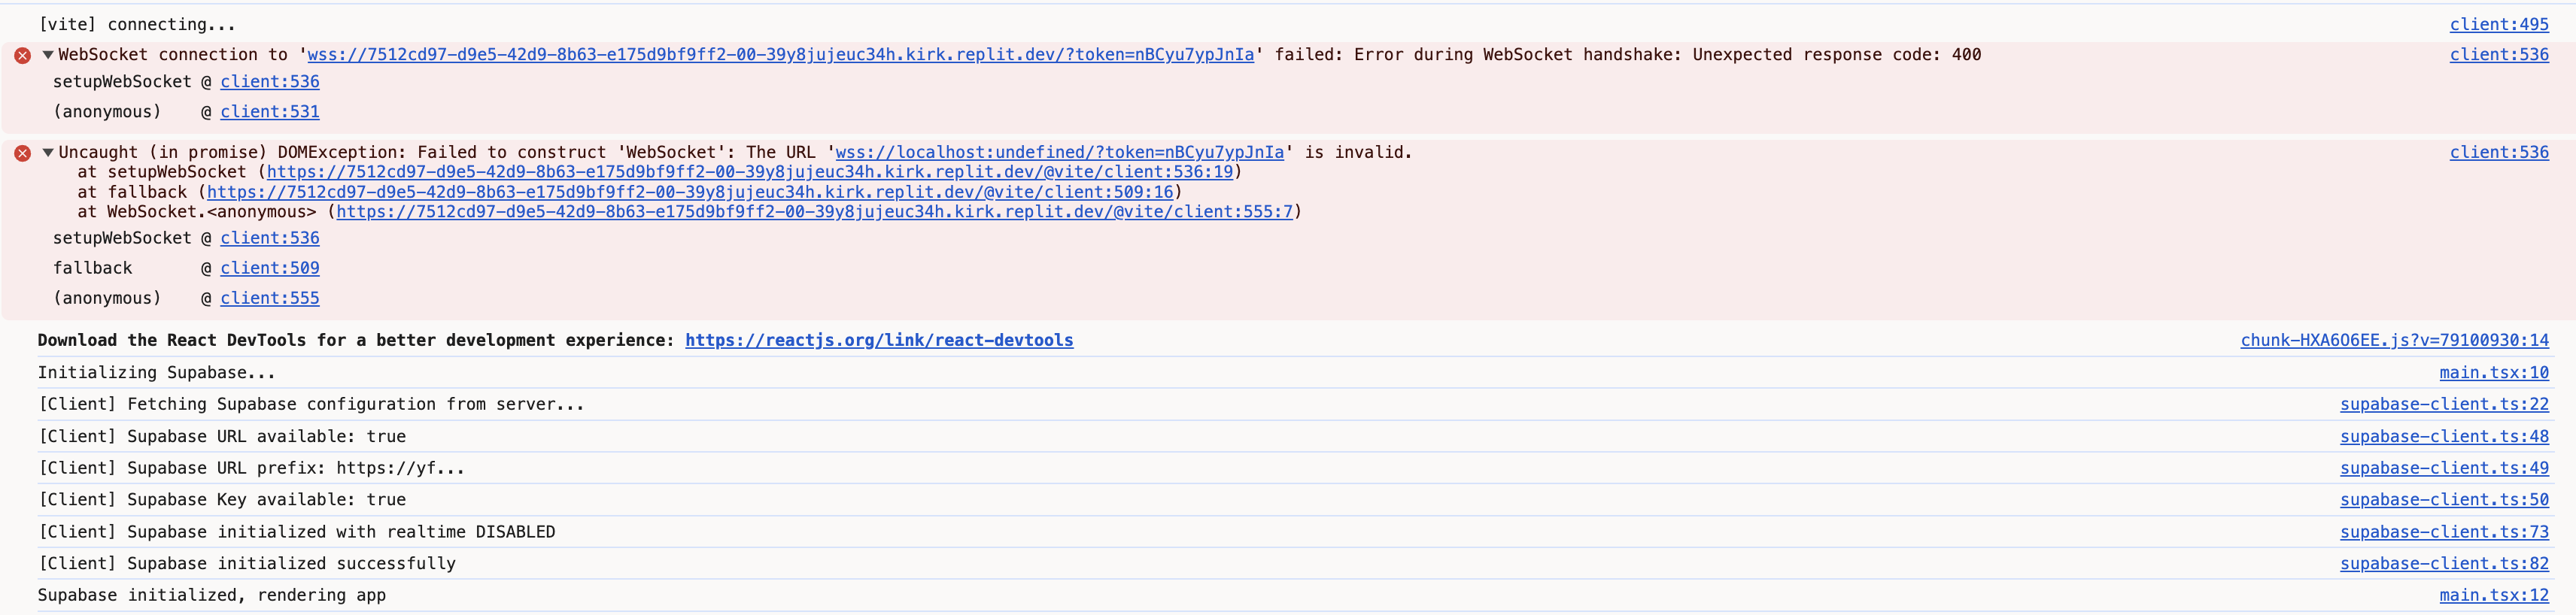 [vite] connecting... client:495
WebSocket connection to 'wss://7512cd97-d9e5-42d9-8b63-e175d9bf9ff2-00-39y8jujeuc34h.kirk.replit.dev/?token=nBCyu7ypJnIa' failed: Error during WebSocket handshake: Unexpected response code: 400 client:536
setupWebSocket @ client:536
(anonymous) @ client:531
Uncaught (in promise) DOMException: Failed to construct 'WebSocket': The URL 'wss://localhost:undefined/?token=nBCyu7ypJnIa' is invalid. client:536
at setupWebSocket (https://7512cd97-d9e5-42d9-8b63-e175d9bf9ff2-00-39y8jujeuc34h.kirk.replit.dev/@vite/client:536:19)
at fallback (https://7512cd97-d9e5-42d9-8b63-e175d9bf9ff2-00-39y8jujeuc34h.kirk.replit.dev/@vite/client:509:16)
at WebSocket.<anonymous> (https://7512cd97-d9e5-42d9-8b63-e175d9bf9ff2-00-39y8jujeuc34h.kirk.replit.dev/@vite/client:555:7)
setupWebSocket @ client:536
fallback @ client:509
(anonymous) @ client:555
Download the React DevTools for a better development experience: https://reactjs.org/link/react-devtools chunk-HXA6O6EE.js?v=79100930:14
Initializing Supabase... main.tsx:10
[Client] Fetching Supabase configuration from server... supabase-client.ts:22
[Client] Supabase URL available: true supabase-client.ts:48
[Client] Supabase URL prefix: https://yf... supabase-client.ts:49
[Client] Supabase Key available: true supabase-client.ts:50
[Client] Supabase initialized with realtime DISABLED supabase-client.ts:73
[Client] Supabase initialized successfully supabase-client.ts:82
Supabase initialized, rendering app main.tsx:12